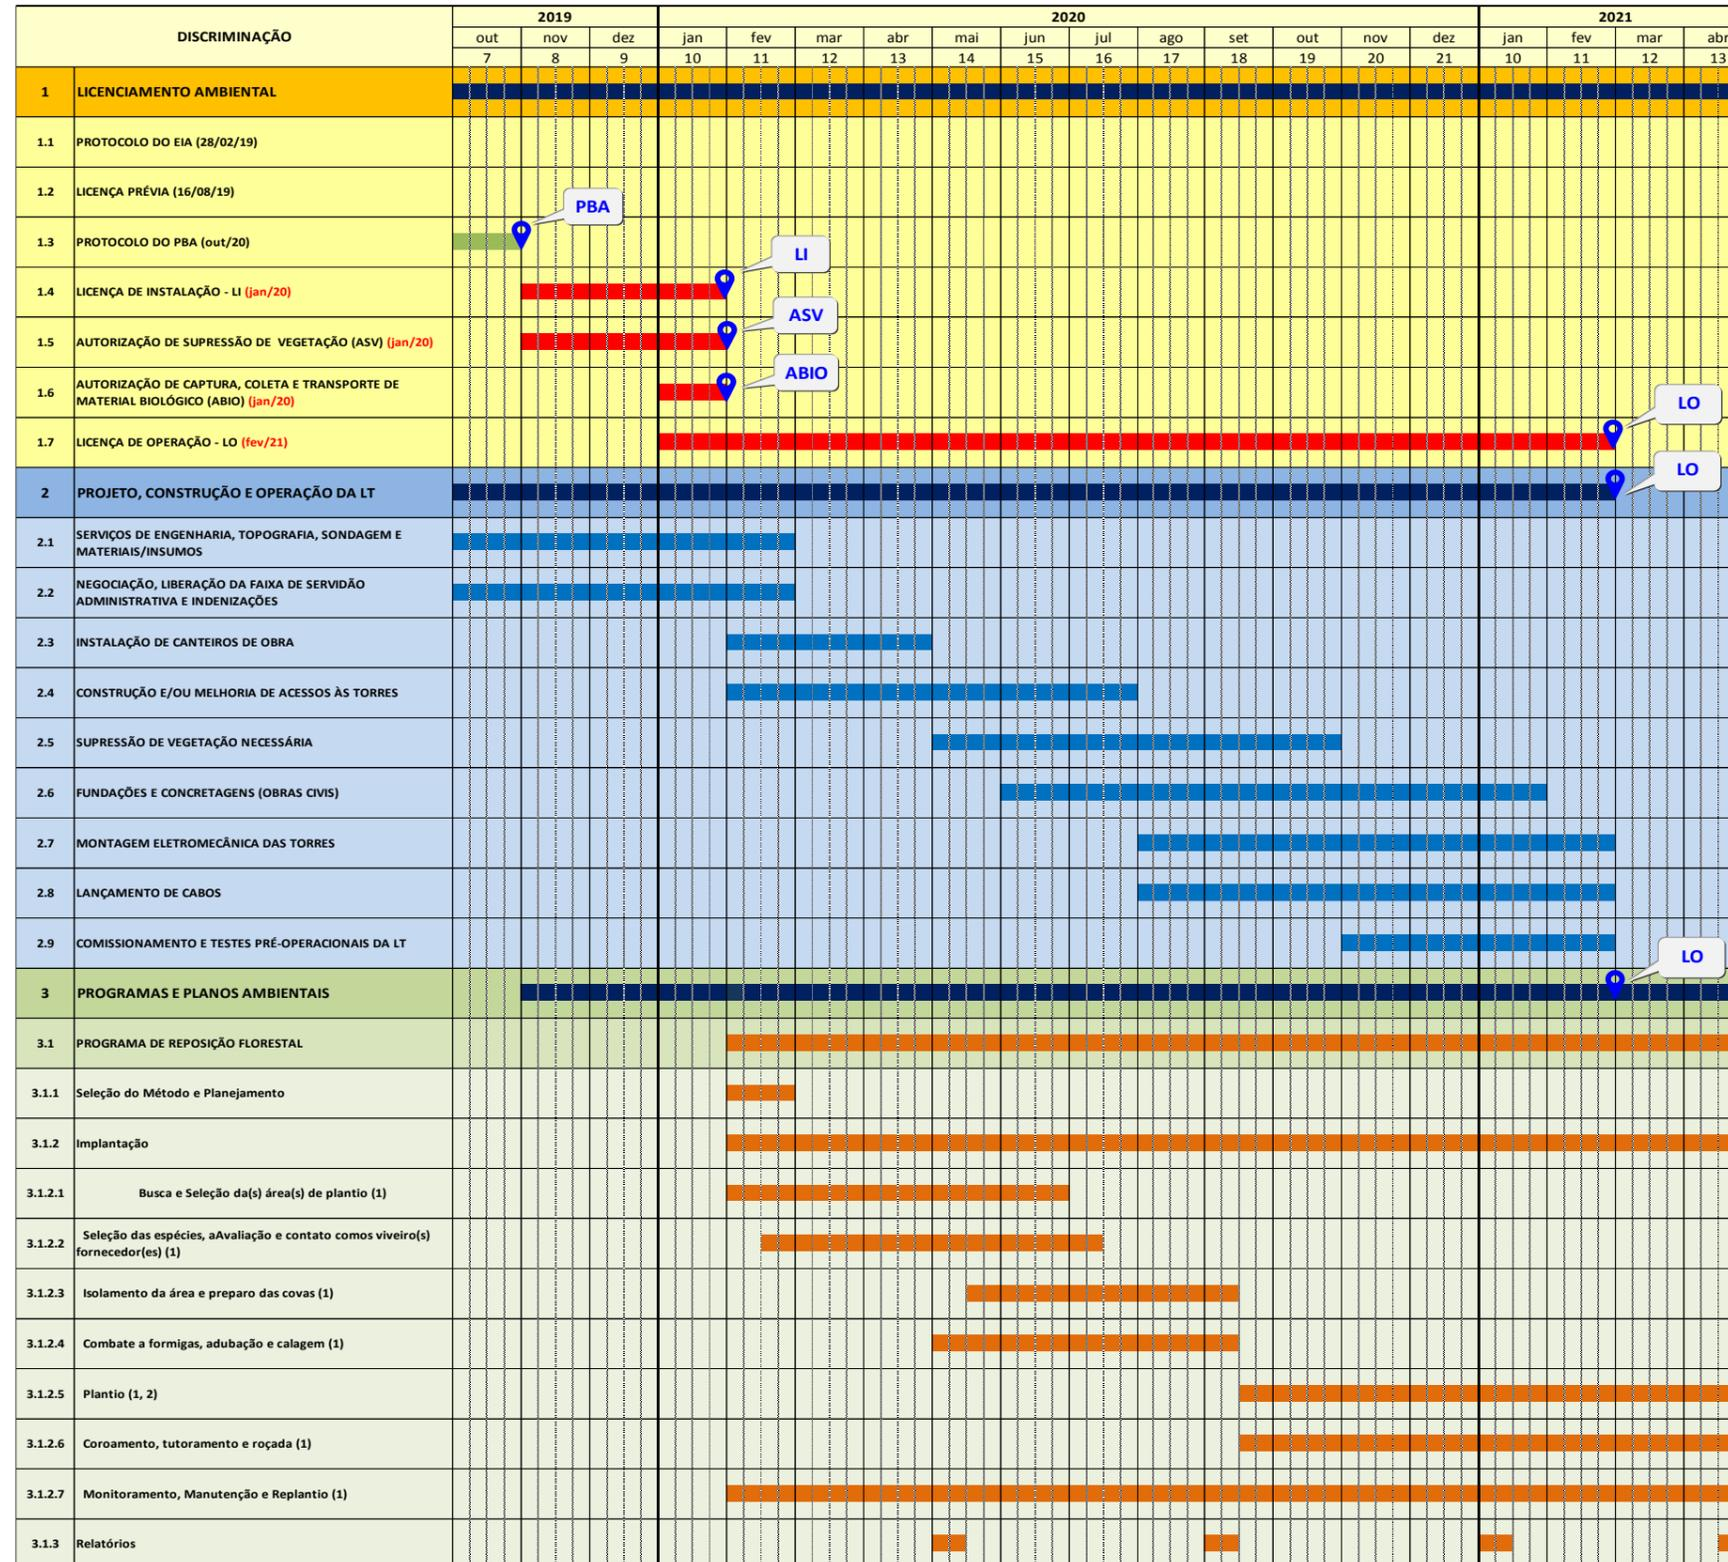 DISCRIMINAÇÃO
2019 2020 2021
out nov dez jan fev mar abr mai jun jul ago set out nov dez jan fev mar abr
7 8 9 10 11 12 13 14 15 16 17 18 19 20 21 10 11 12 13
1 LICENCIAMENTO AMBIENTAL
1.1 PROTOCOLO DO EIA (28/02/19)
1.2 LICENÇA PRÉVIA (16/08/19)
PBA
1.3 PROTOCOLO DO PBA (out/20)
LI
1.4 LICENÇA DE INSTALAÇÃO - LI (jan/20)
ASV
1.5 AUTORIZAÇÃO DE SUPRESSÃO DE VEGETAÇÃO (ASV) (jan/20)
ABIO
1.6 AUTORIZAÇÃO DE CAPTURA, COLETA E TRANSPORTE DE
MATERIAL BIOLÓGICO (ABIO) (jan/20)
LO
1.7 LICENÇA DE OPERAÇÃO - LO (fev/21)
LO
2 PROJETO, CONSTRUÇÃO E OPERAÇÃO DA LT
2.1 SERVIÇOS DE ENGENHARIA, TOPOGRAFIA, SONDAGEM E
MATERIAIS/INSUMOS
2.2 NEGOCIAÇÃO, LIBERAÇÃO DA FAIXA DE SERVIDÃO
ADMINISTRATIVA E INDENIZAÇÕES
2.3 INSTALAÇÃO DE CANTEIROS DE OBRA
2.4 CONSTRUÇÃO E/OU MELHORIA DE ACESSOS ÀS TORRES
2.5 SUPRESSÃO DE VEGETAÇÃO NECESSÁRIA
2.6 FUNDAÇÕES E CONCRETAGENS (OBRAS CIVIS)
2.7 MONTAGEM ELETROMECÂNICA DAS TORRES
2.8 LANÇAMENTO DE CABOS
2.9 COMISSIONAMENTO E TESTES PRÉ-OPERACIONAIS DA LT
LO
3 PROGRAMAS E PLANOS AMBIENTAIS
3.1 PROGRAMA DE REPOSIÇÃO FLORESTAL
3.1.1 Seleção do Método e Planejamento
3.1.2 Implantação
3.1.2.1 Busca e Seleção da(s) área(s) de plantio (1)
3.1.2.2 Seleção das espécies, aAvaliação e contato comos viveiro(s)
fornecedor(es) (1)
3.1.2.3 Isolamento da área e preparo das covas (1)
3.1.2.4 Combate a formigas, adubação e calagem (1)
3.1.2.5 Plantio (1, 2)
3.1.2.6 Coroamento, tutoramento e roçada (1)
3.1.2.7 Monitoramento, Manutenção e Replantio (1)
3.1.3 Relatórios